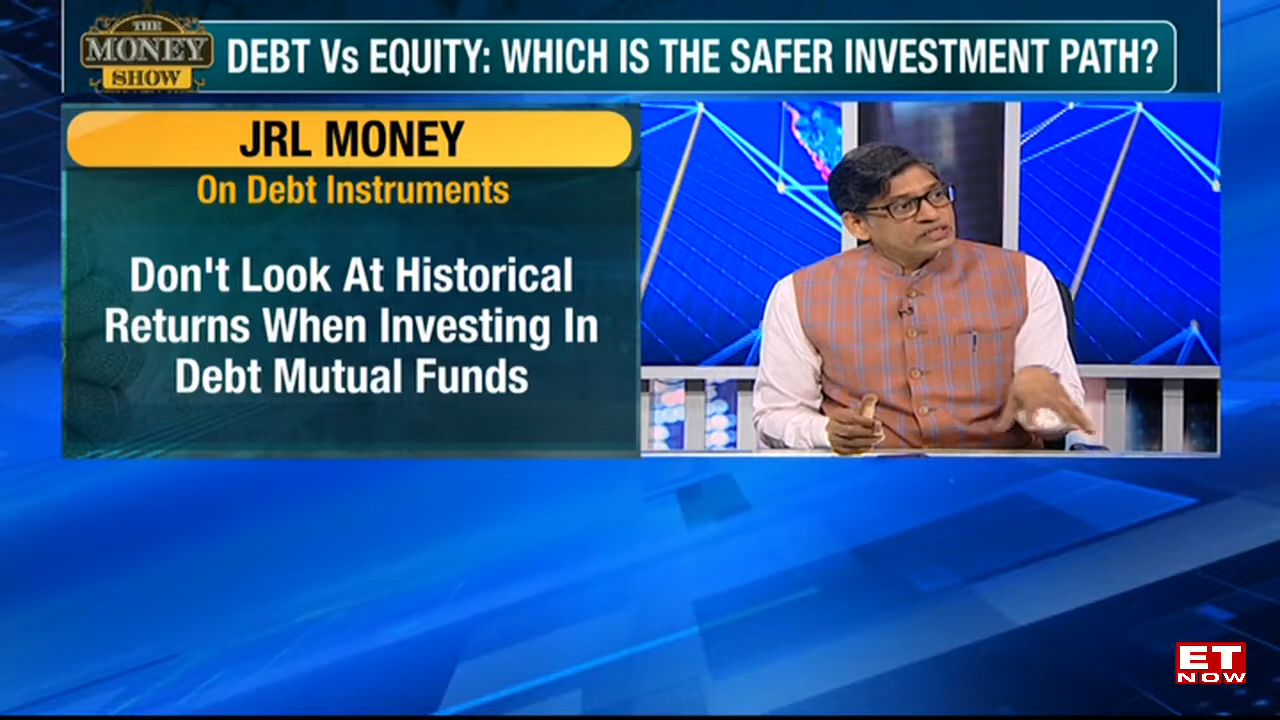 THE
MONEY
SHOW
DEBT Vs EQUITY: WHICH IS THE SAFER INVESTMENT PATH?
JRL MONEY
On Debt Instruments
Don't Look At Historical
Returns When Investing In
Debt Mutual Funds
ET
NOW